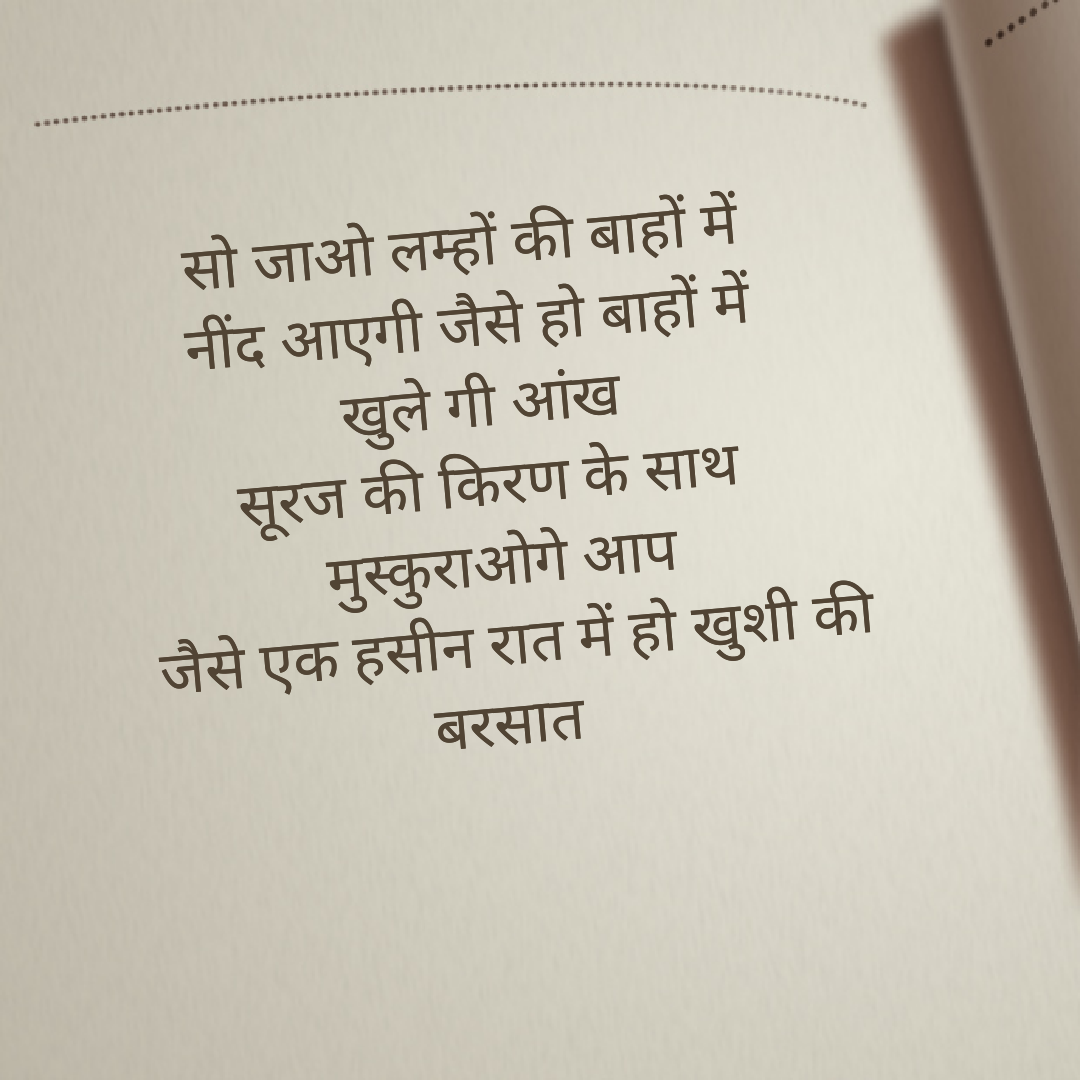 सो जाओ लम्हों की बाहों में
नींद आएगी जैसे हो बाहों में
खुले गी आंख
सूरज की किरण के साथ
मुस्कुराओगे आप
जैसे एक हसीन रात में हो खुशी की
बरसात